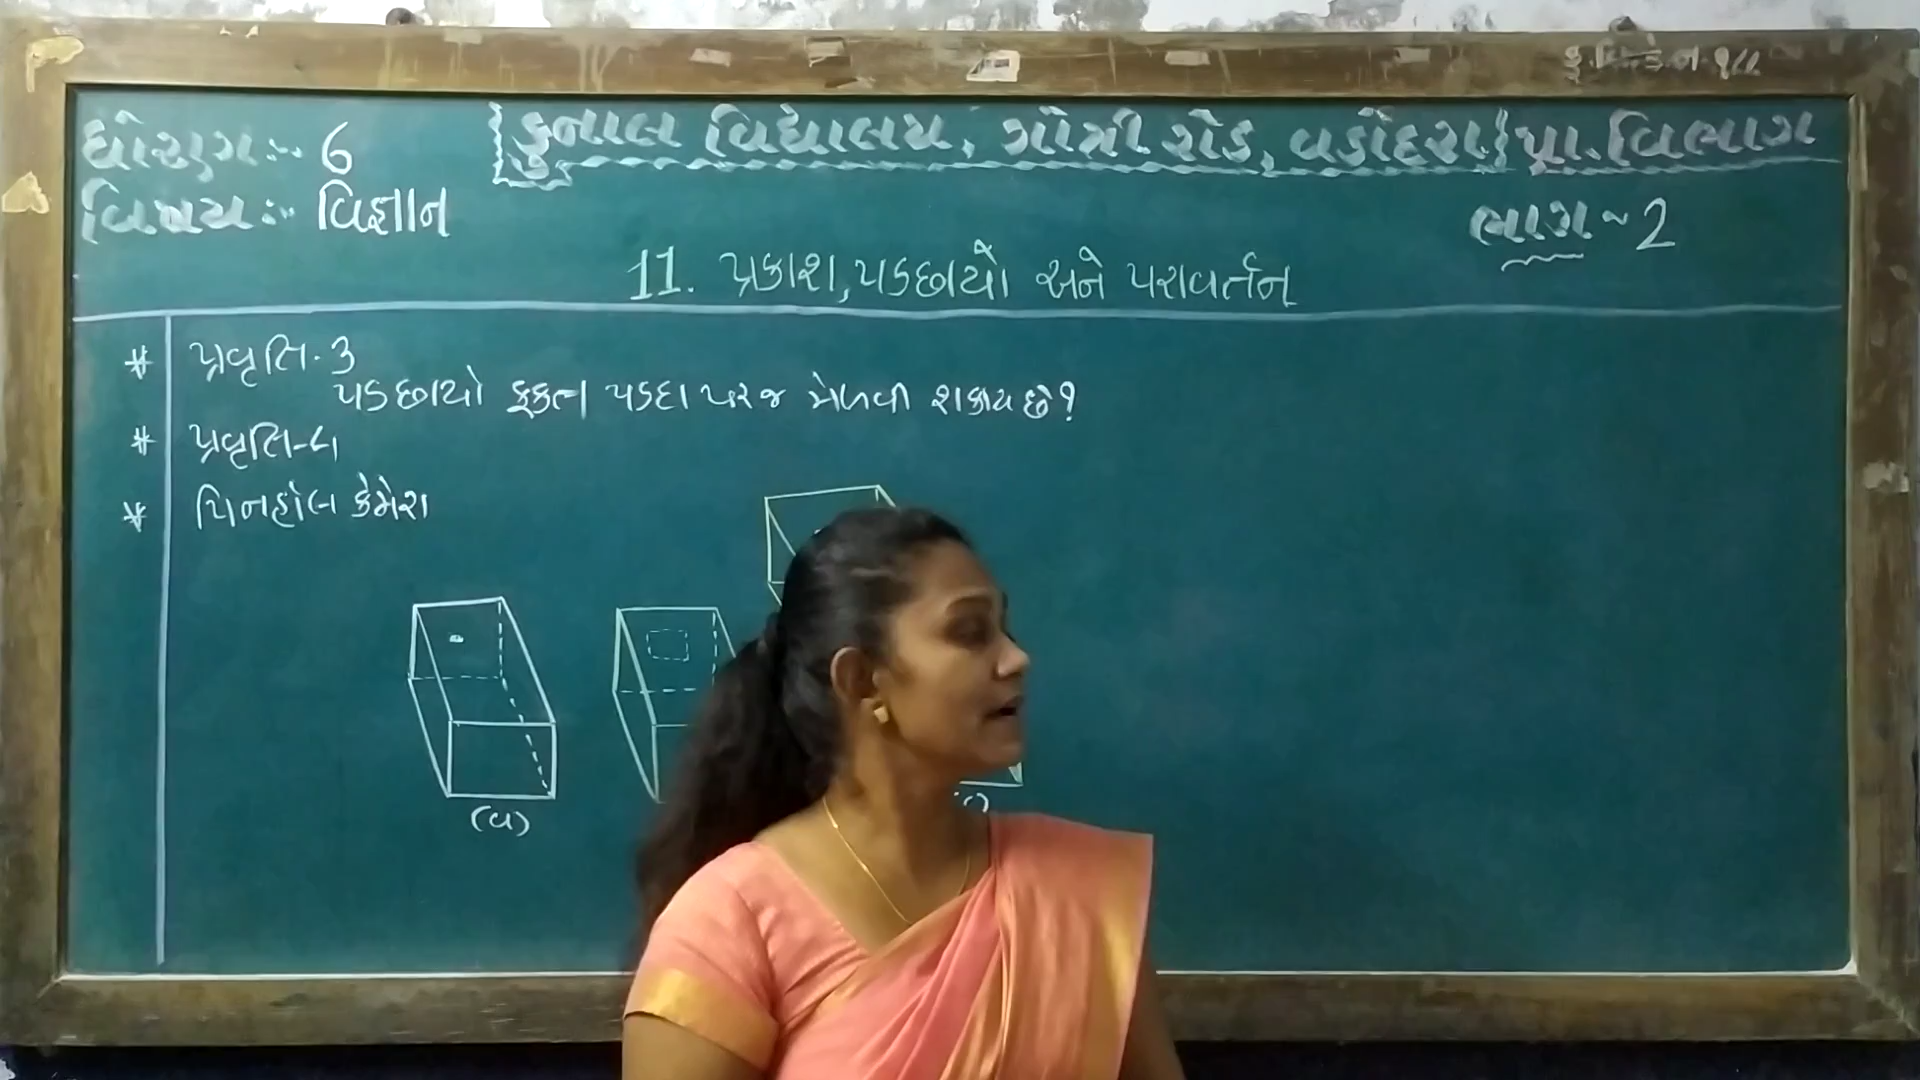 ધોરણ :- 6
કુનાલ વિદ્યાલય, ગોત્રી રોડ, વડોદરા. પ્રા. વિભાગ
વિષય :- વિજ્ઞાન
ભાગ ~ 2
11. પ્રકાશ, પડછાયો અને પરાવર્તન
* પ્રવૃતિ-3
પડછાયો ફક્ત પડદા પર જ મેળવી શકાય છે?
* પ્રવૃતિ-4
* પિનહોલ કેમેરા